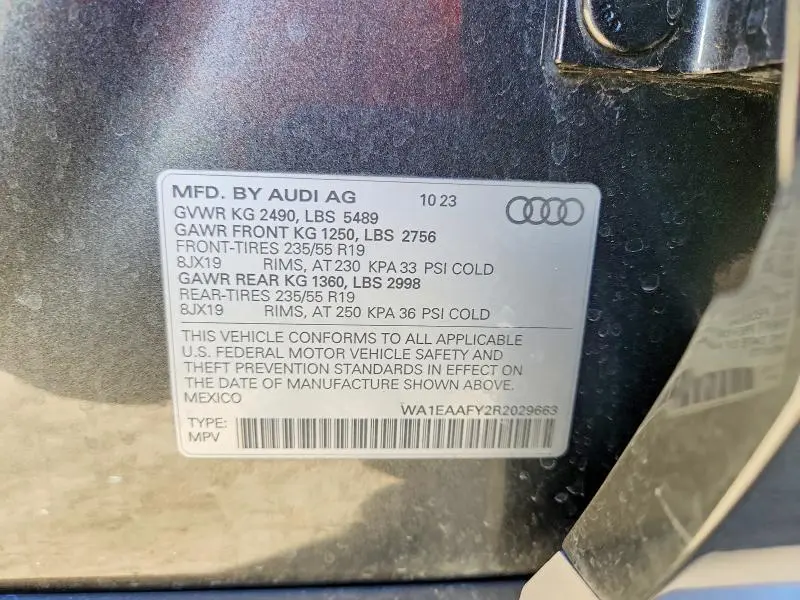 MFD. BY AUDI AG 10 23
GVWR KG 2490, LBS 5489
GAWR FRONT KG 1250, LBS 2756
FRONT-TIRES 235/55 R19
8JX19 RIMS, AT 230 KPA 33 PSI COLD
GAWR REAR KG 1360, LBS 2998
REAR-TIRES 235/55 R19
8JX19 RIMS, AT 250 KPA 36 PSI COLD
THIS VEHICLE CONFORMS TO ALL APPLICABLE
U.S. FEDERAL MOTOR VEHICLE SAFETY AND
THEFT PREVENTION STANDARDS IN EFFECT ON
THE DATE OF MANUFACTURE SHOWN ABOVE.
MEXICO
WA1EAAFY2R2029663
TYPE:
MPV